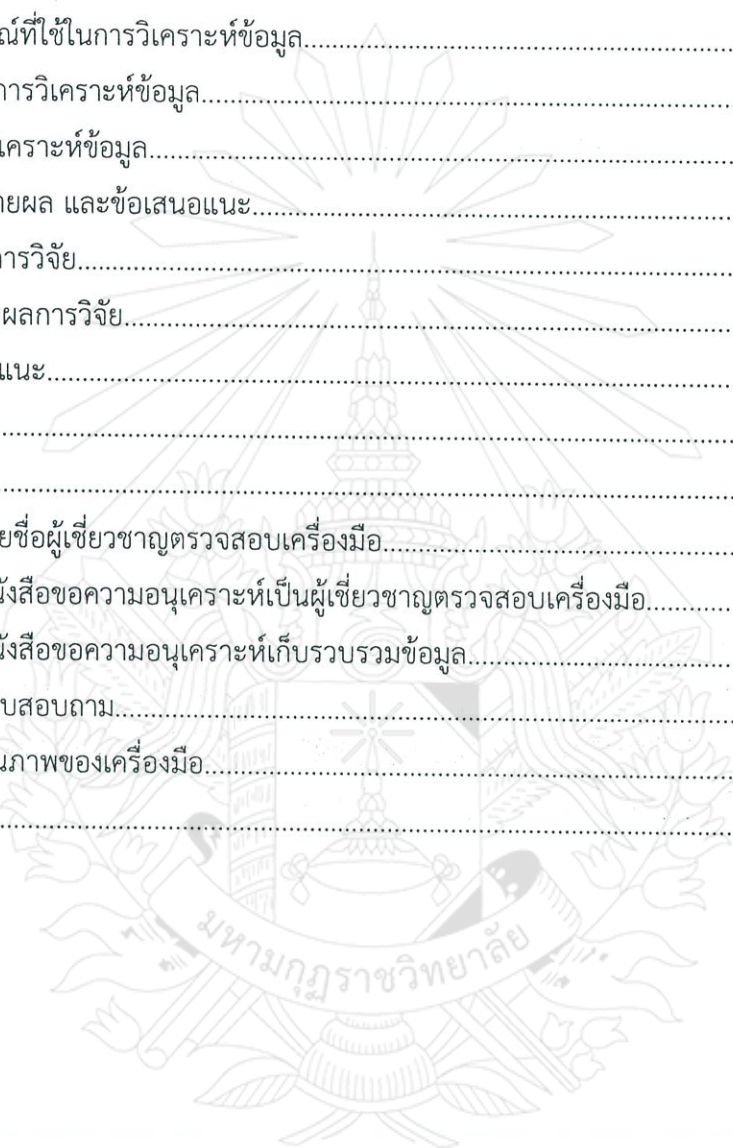 ณ์ที่ใช้ในการวิเคราะห์ข้อมูล........................................................................
การวิเคราะห์ข้อมูล........................................................................
เคราะห์ข้อมูล........................................................................
ายผล และข้อเสนอแนะ........................................................................
การวิจัย........................................................................
ผลการวิจัย........................................................................
แนะ........................................................................
........................................................................
........................................................................
ยชื่อผู้เชี่ยวชาญตรวจสอบเครื่องมือ........................................................................
นังสือขอความอนุเคราะห์เป็นผู้เชี่ยวชาญตรวจสอบเครื่องมือ............
นังสือขอความอนุเคราะห์เก็บรวบรวมข้อมูล........................................
บสอบถาม........................................................................
ณภาพของเครื่องมือ........................................................................
........................................................................
มหามกุฏราชวิทยาลัย